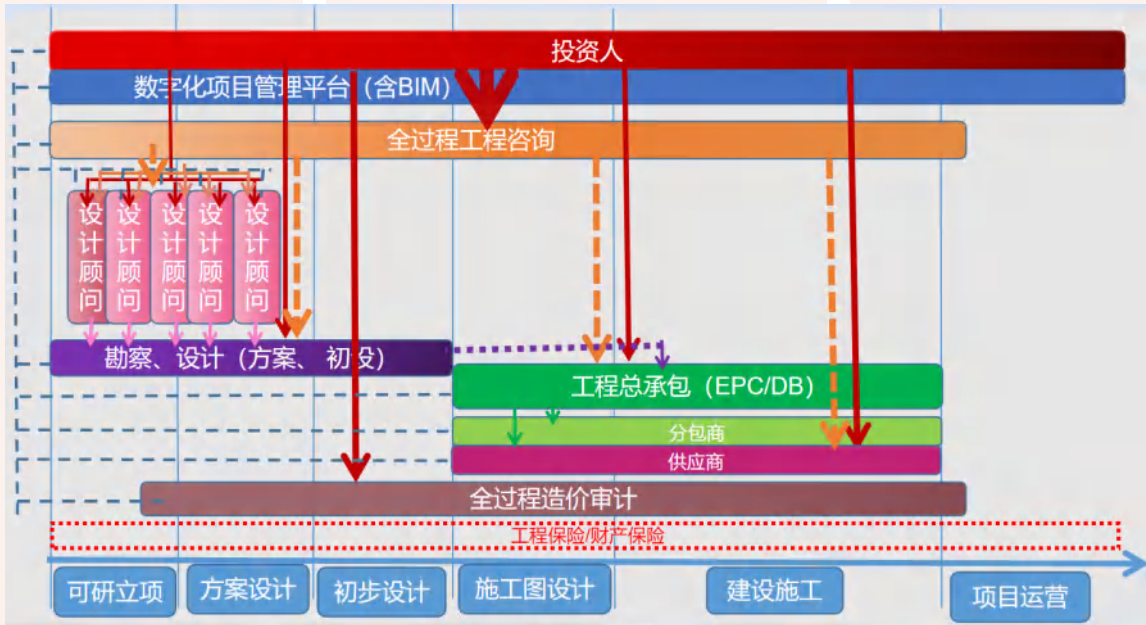 投资人
数字化项目管理平台（含BIM）
全过程工程咨询
设计顾问
设计顾问
设计顾问
设计顾问
设计顾问
勘察、设计（方案、初设）
工程总承包（EPC/DB）
分包商
供应商
全过程造价审计
工程保险/财产保险
可研立项
方案设计
初步设计
施工图设计
建设施工
项目运营